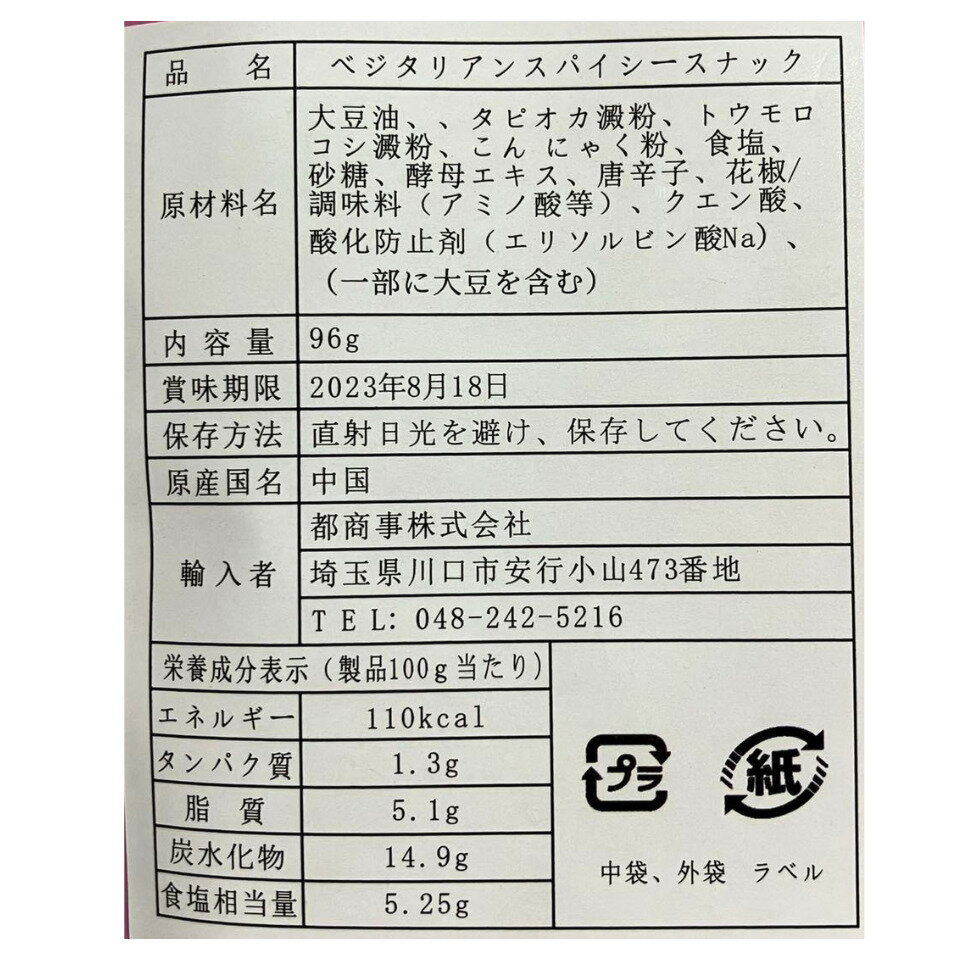 品名 ベジタリアンスパイシースナック
原材料名
大豆油、、タピオカ澱粉、トウモロ
コシ澱粉、こん にゃく粉、食塩、
砂糖、酵母エキス、唐辛子、花椒/
調味料（アミノ酸等）、クエン酸、
酸化防止剤（エリソルビン酸Na）、
（一部に大豆を含む）
内容量 96g
賞味期限 2023年8月18日
保存方法 直射日光を避け、保存してください。
原産国名 中国
輸入者
都商事株式会社
埼玉県川口市安行小山473番地
TEL: 048-242-5216
栄養成分表示（製品100g当たり）
エネルギー 110kcal
タンパク質 1.3g
脂質 5.1g
炭水化物 14.9g
食塩相当量 5.25g
プラ 紙
中袋、外袋 ラベル